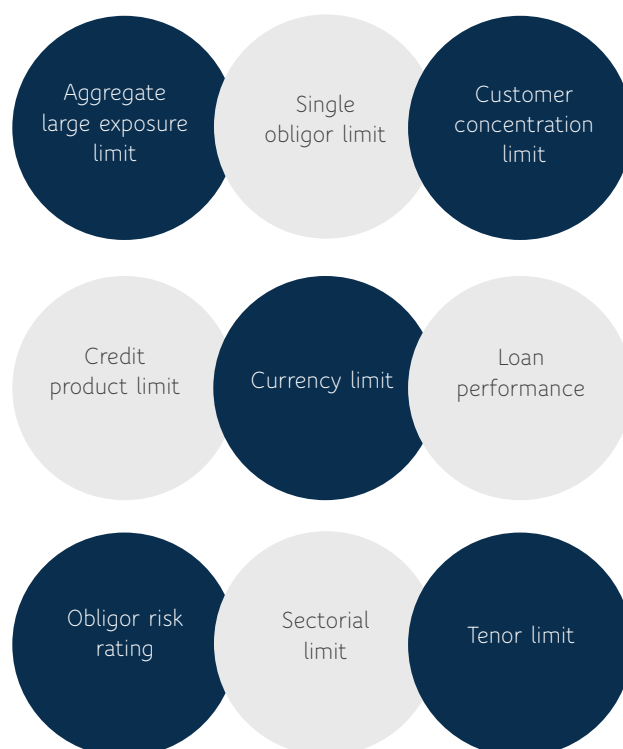 Aggregate
large exposure
limit
Single
obligor limit
Customer
concentration
limit
Credit
product limit
Currency limit
Loan
performance
Obligor risk
rating
Sectorial
limit
Tenor limit